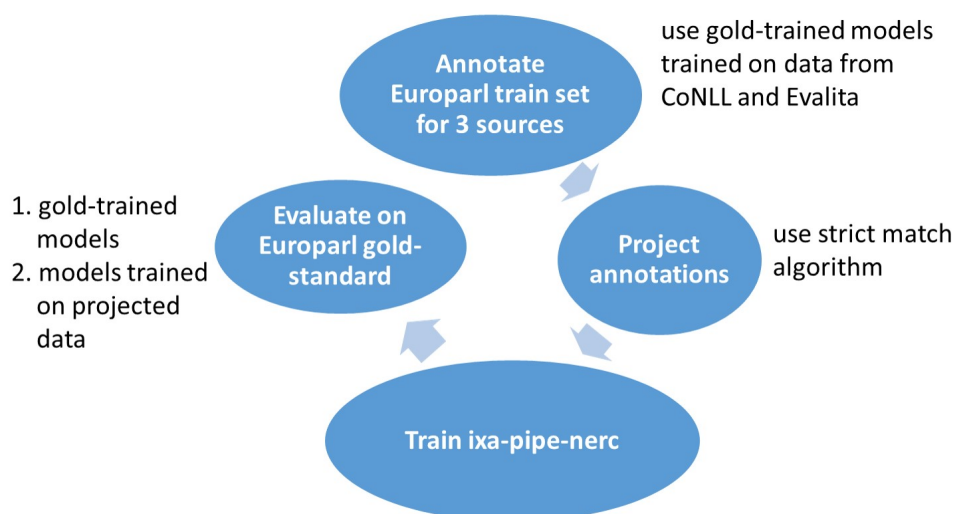 Annotate
Europarl train set
for 3 sources
use gold-trained models
trained on data from
CoNLL and Evalita
Project
annotations
use strict match
algorithm
Train ixa-pipe-nerc
Evaluate on
Europarl gold-
standard
1. gold-trained
models
2. models trained
on projected
data